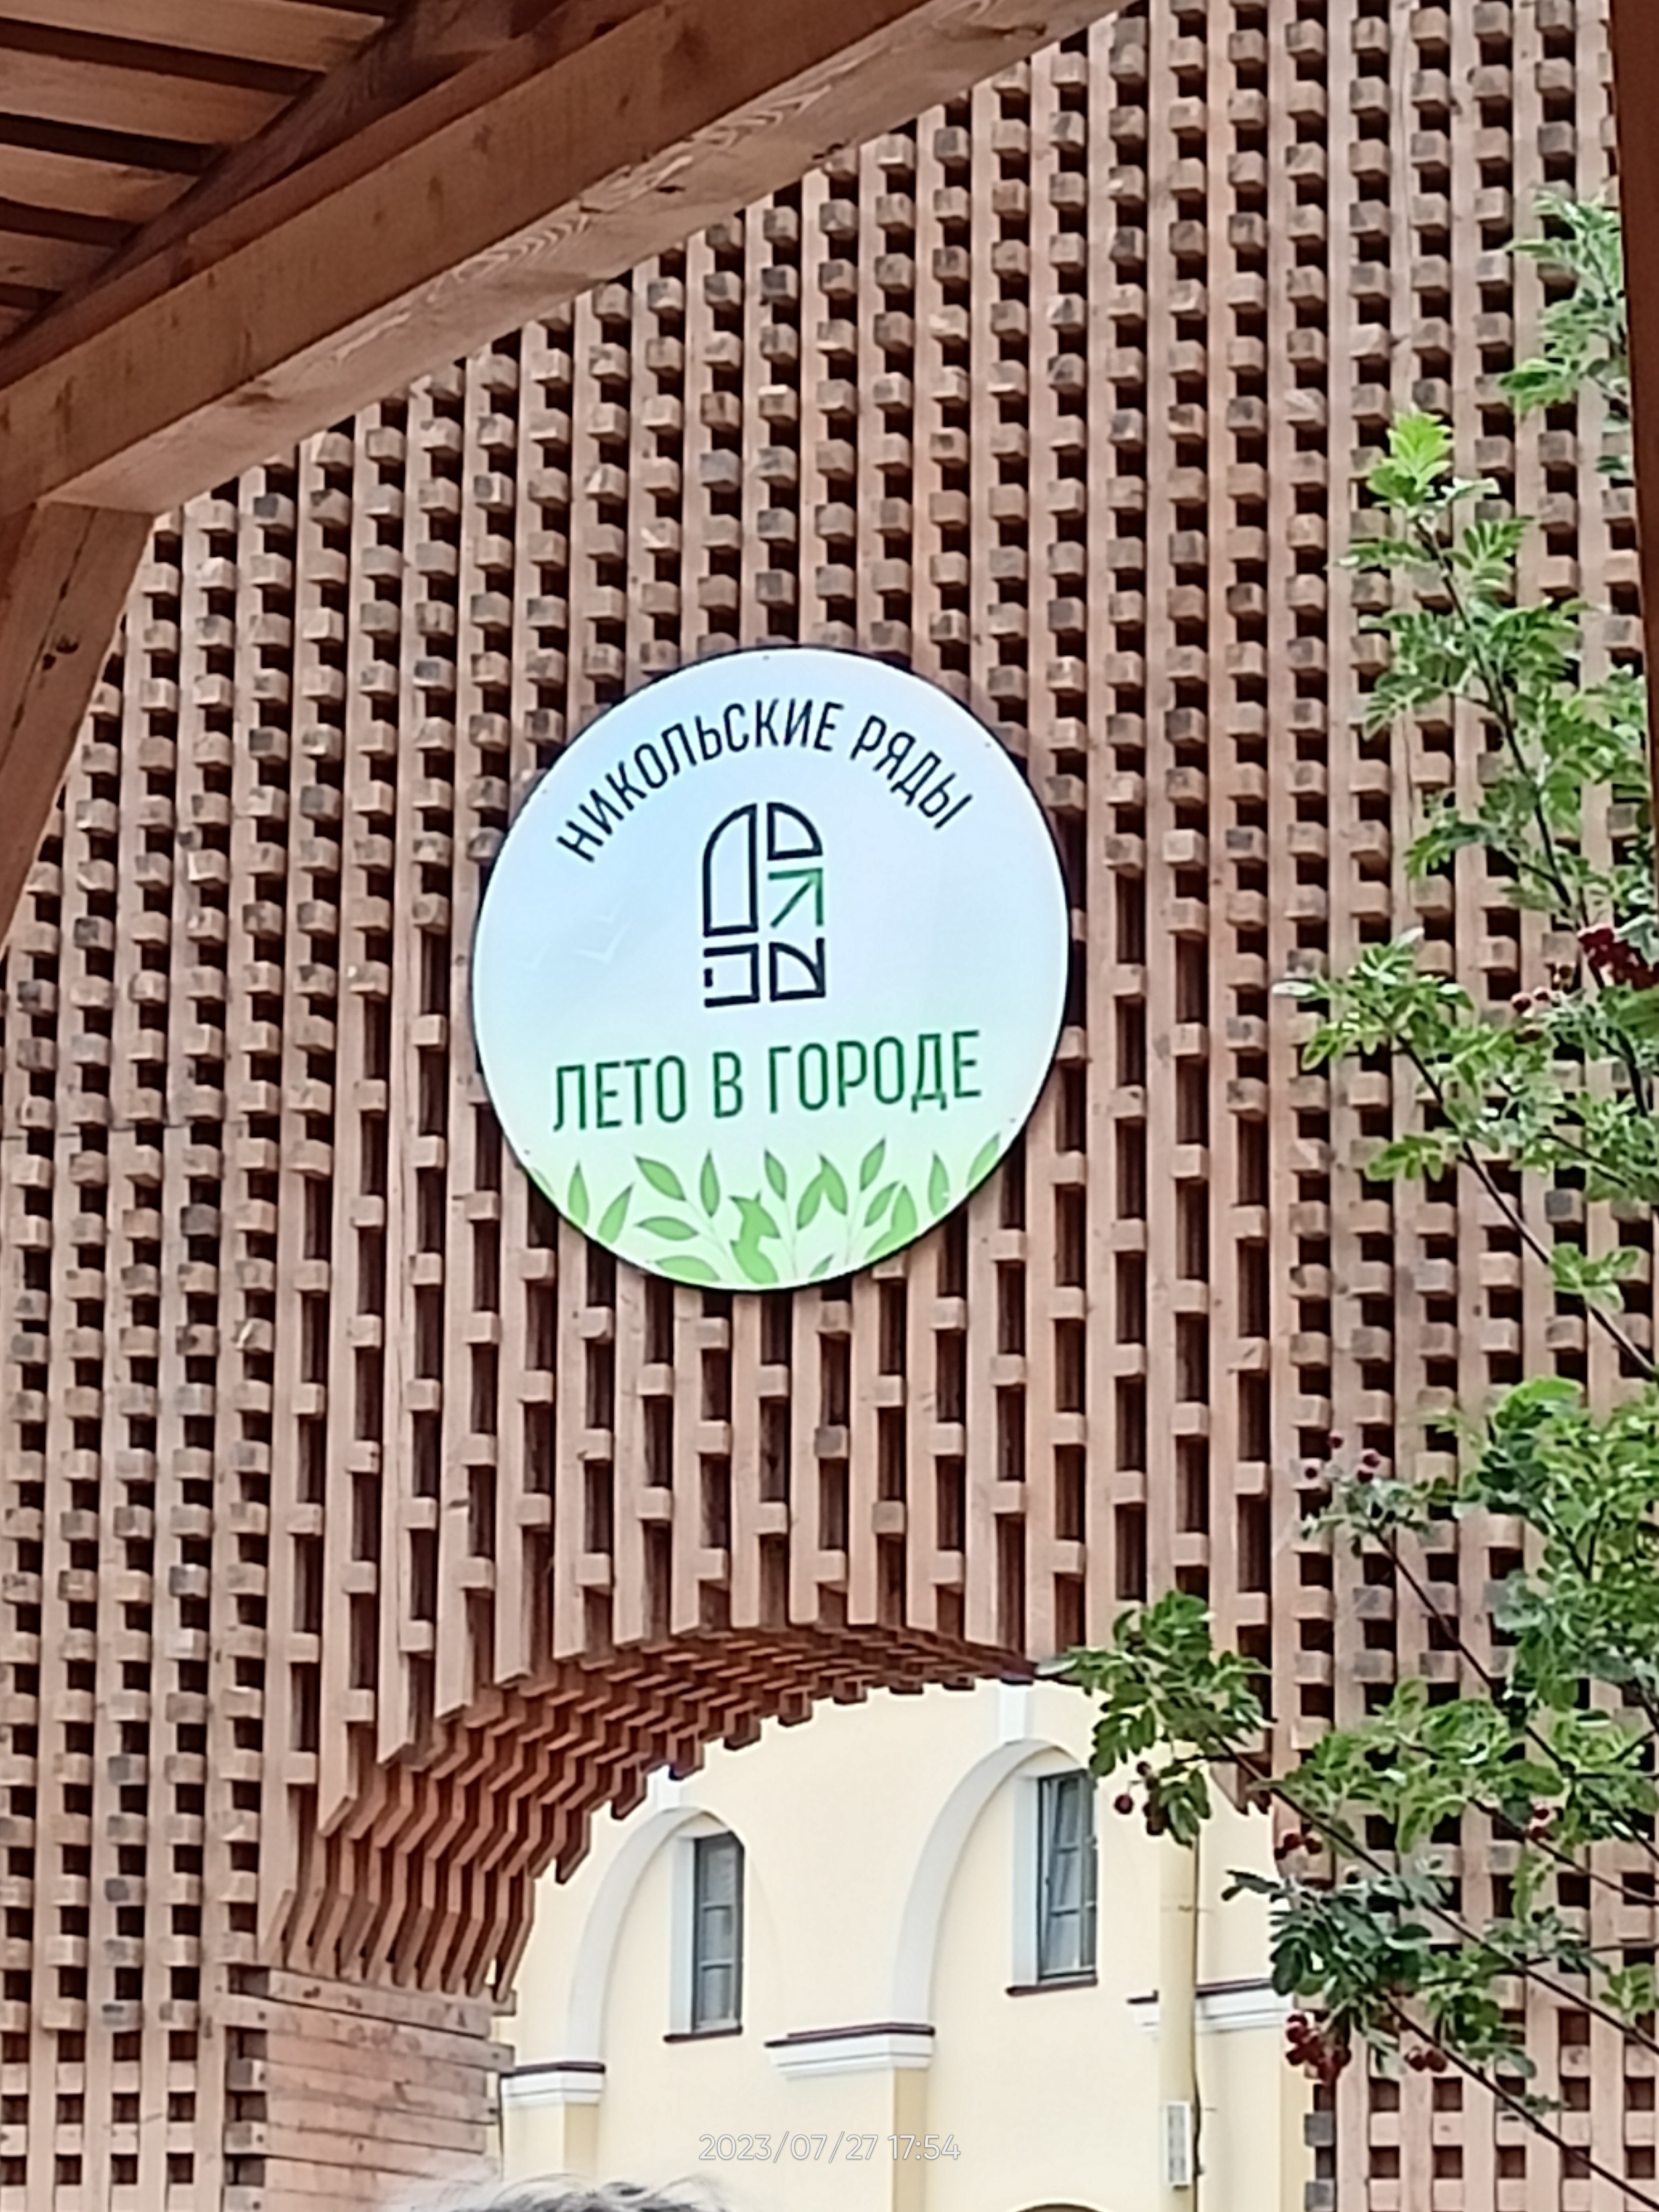 НИКОЛЬСКИЕ РЯДЫ
ЛЕТО В ГОРОДЕ
2023/07/27 17:54